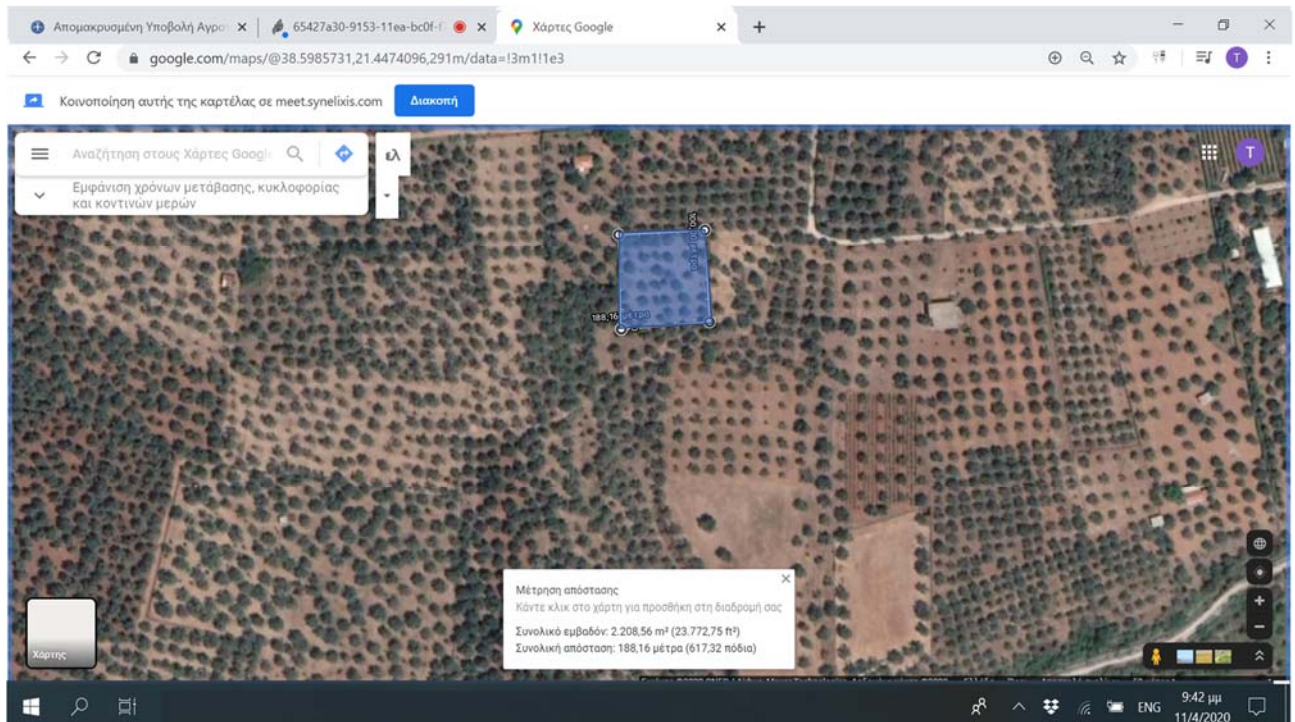 Απομακρυσμένη Υποβολή Αγρο
65427a30-9153-11ea-bc0f-f
Χάρτες Google
google.com/maps/@38.5985731,21.4474096,291m/data=!3m1!1e3
T
Κοινοποίηση αυτής της καρτέλας σε meet.synelixis.com
Διακοπή
Αναζήτηση στους Χάρτες Googl
ελ
T
Εμφάνιση χρόνων μετάβασης, κυκλοφορίας
και κοντινών μερών
188,16 μέτρα
Μέτρηση απόστασης
Κάντε κλικ στο χάρτη για προσθήκη στη διαδρομή σας
Συνολικό εμβαδόν: 2.208,56 m² (23.772,75 ft²)
Συνολική απόσταση: 188,16 μέτρα (617,32 πόδια)
Χάρτης
ENG
9:42 μμ
11/4/2020